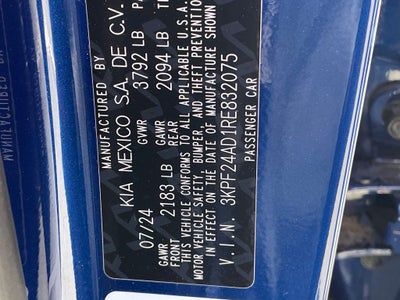 MANUFACTURED
KIA MEXICO S.A. DE C.V.
07/24 GVWR 3792 LB
GAWR FRONT 2183 LB GAWR REAR 2094 LB
THIS VEHICLE CONFORMS TO ALL APPLICABLE U.S.A.
MOTOR VEHICLE SAFETY, BUMPER, AND THEFT PREVENTION
IN EFFECT ON THE DATE OF MANUFACTURE SHOWN
V.I.N. 3KPF24AD1RE832075
PASSENGER CAR